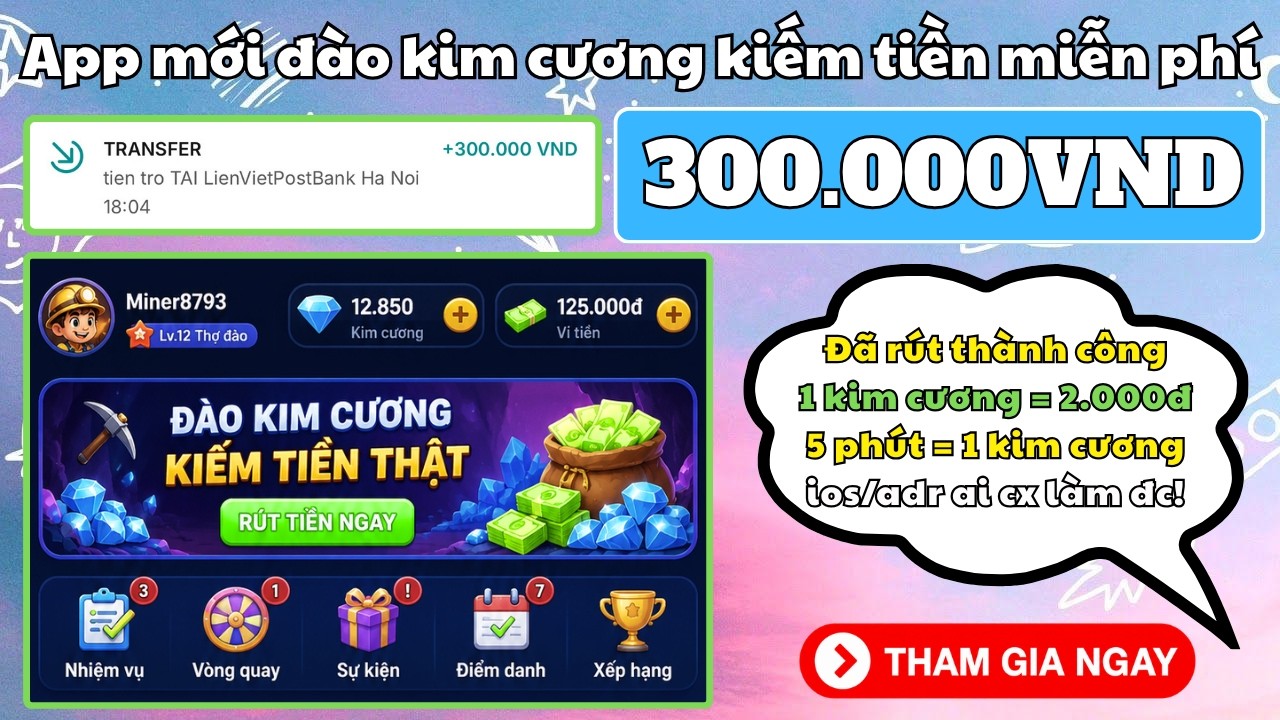 App mới đào kim cương kiếm tiền miễn phí
TRANSFER
+300.000 VND
tien tro TAI LienVietPostBank Ha Noi
18:04
300.000VND
Miner8793
Lv.12 Thợ đào
12.850
Kim cương
125.000đ
Ví tiền
ĐÀO KIM CƯƠNG
KIẾM TIỀN THẬT
RÚT TIỀN NGAY
3
1
!
7
Nhiệm vụ
Vòng quay
Sự kiện
Điểm danh
Xếp hạng
Đã rút thành công
1 kim cương = 2.000đ
5 phút = 1 kim cương
ios/adr ai cx làm đc!
THAM GIA NGAY